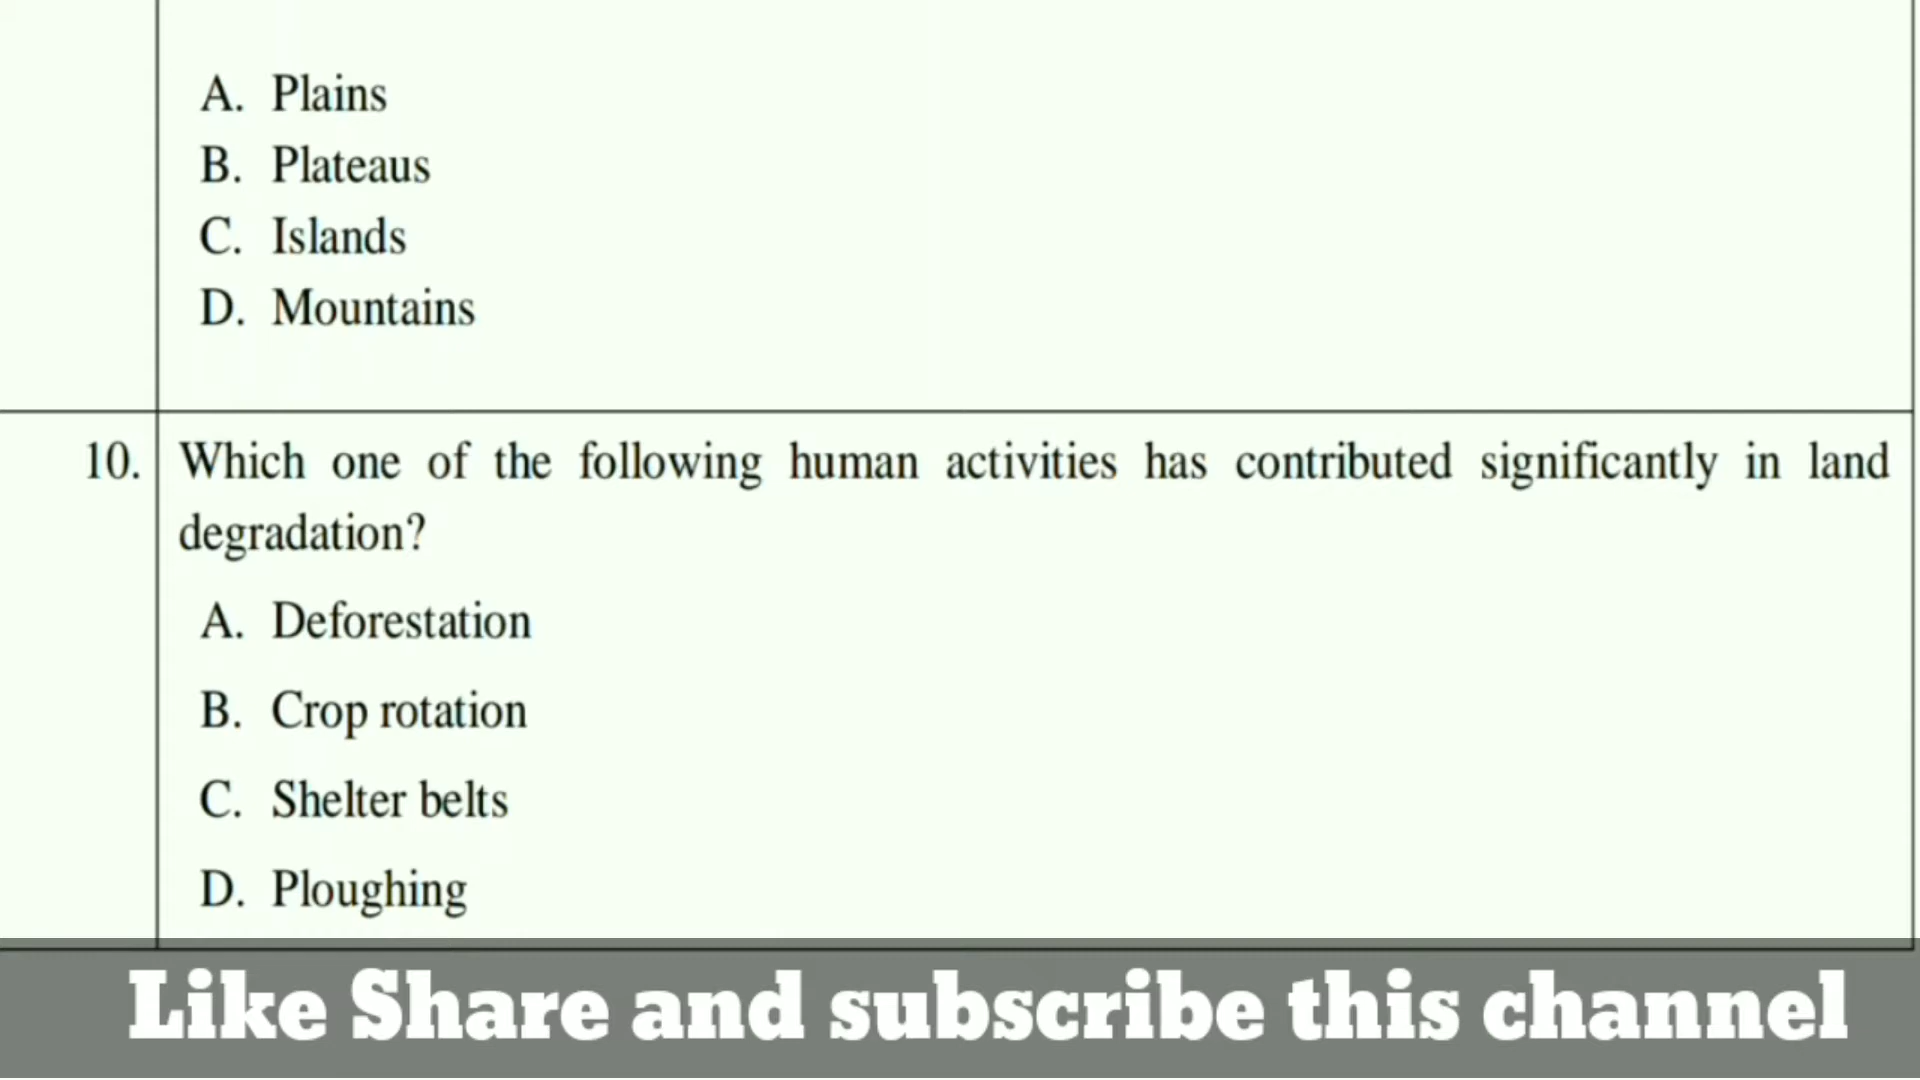 A. Plains
B. Plateaus
C. Islands
D. Mountains
10. Which one of the following human activities has contributed significantly in land
degradation?
A. Deforestation
B. Crop rotation
C. Shelter belts
D. Ploughing
Like Share and subscribe this channel